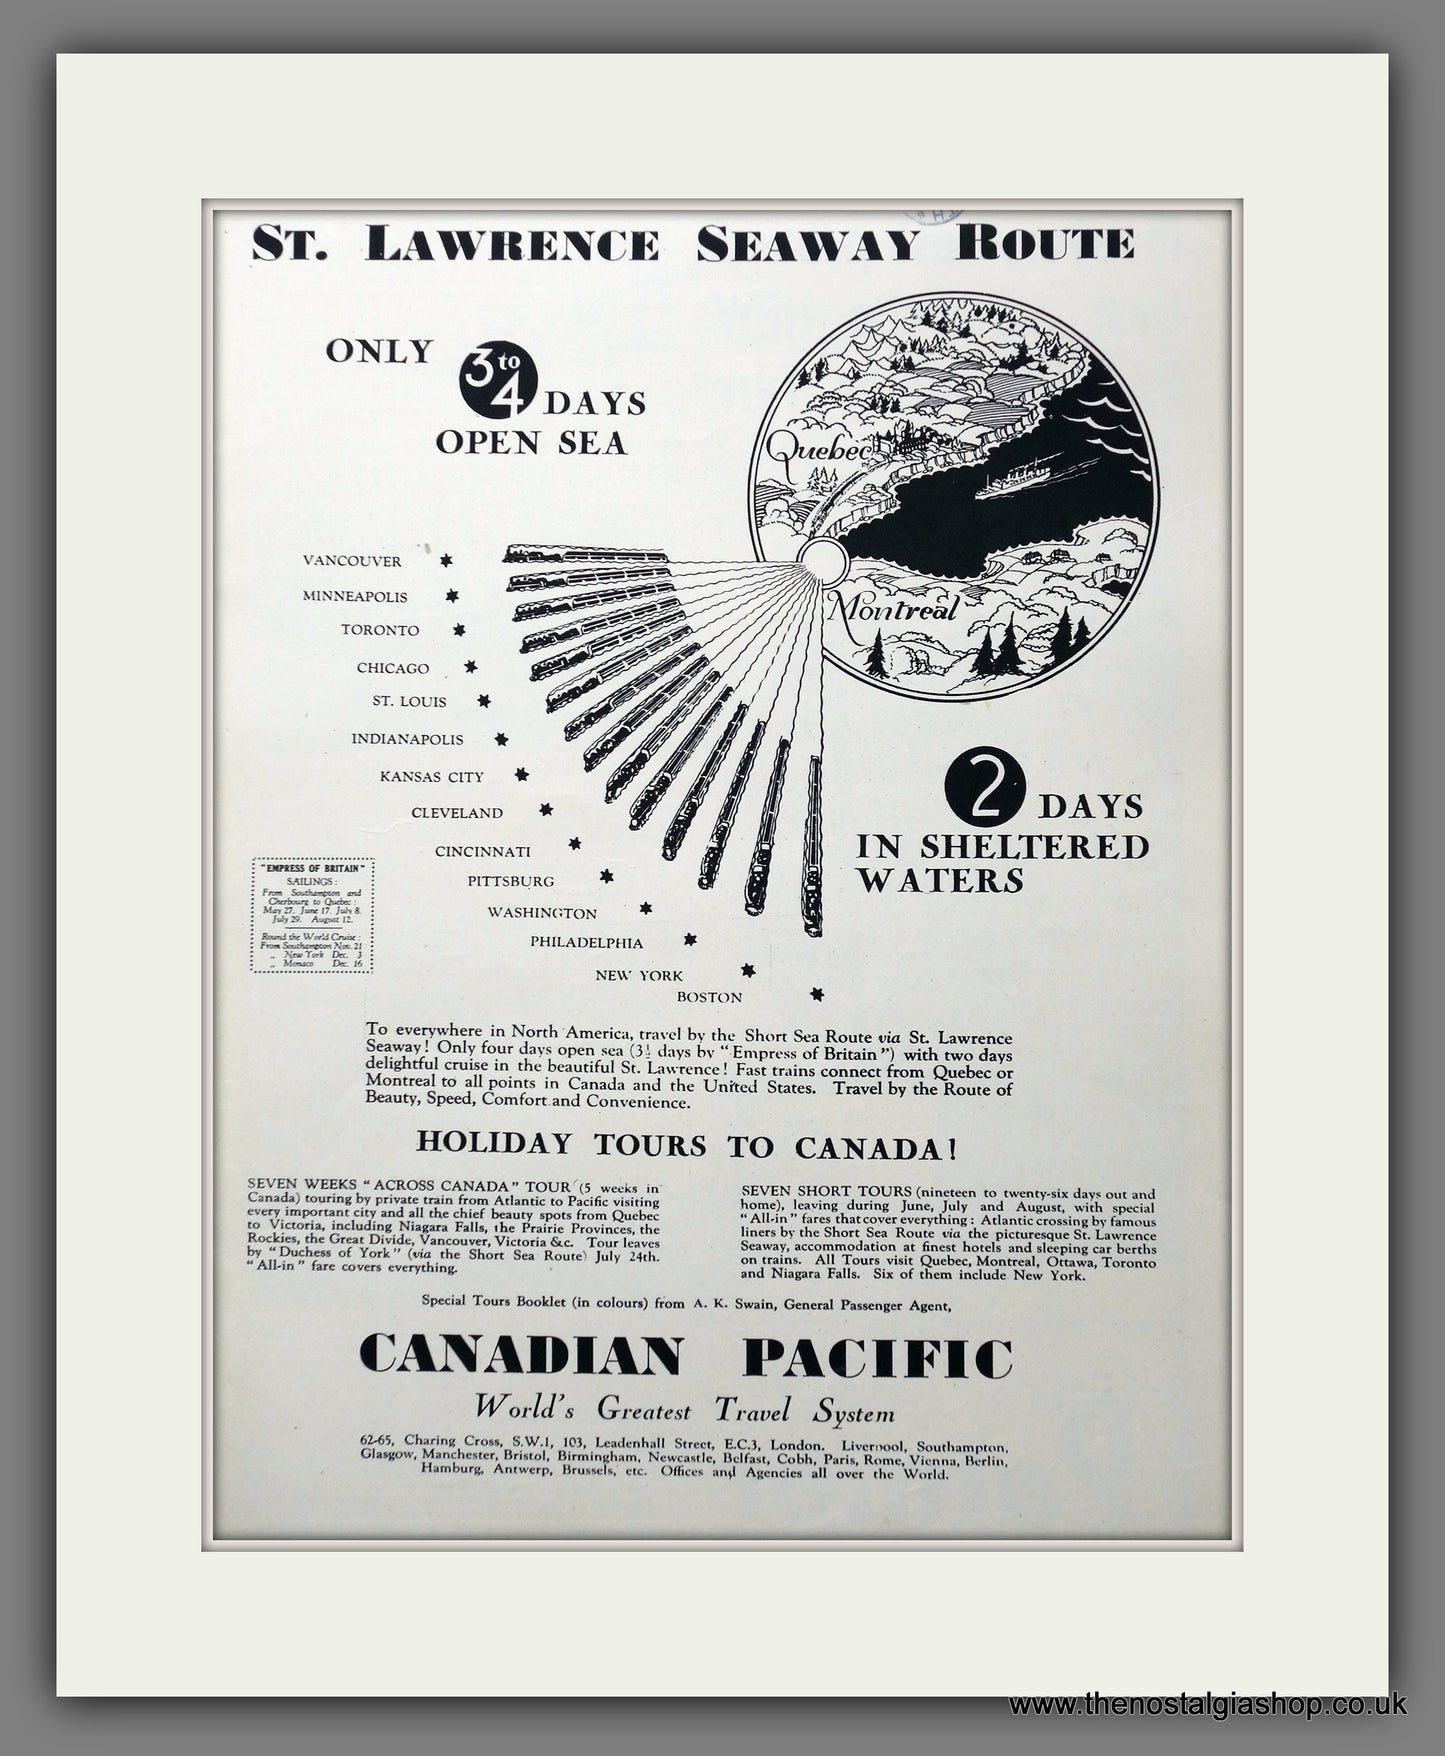 ST. LAWRENCE SEAWAY ROUTE
ONLY 3 to 4 DAYS
OPEN SEA
Quebec
Montreal
VANCOUVER
MINNEAPOLIS
TORONTO
CHICAGO
ST. LOUIS
INDIANAPOLIS
KANSAS CITY
CLEVELAND
CINCINNATI
PITTSBURG
WASHINGTON
PHILADELPHIA
NEW YORK
BOSTON
2 DAYS
IN SHELTERED
WATERS
"EMPRESS OF BRITAIN"
SAILINGS:
From Southampton and
Cherbourg to Quebec:
May 27. June 17. July 8.
July 29. August 12.
Round the World Cruise:
From Southampton Nov. 21
„ New York Dec. 3
„ Monaco Dec. 16
To everywhere in North America, travel by the Short Sea Route via St. Lawrence
Seaway! Only four days open sea (3½ days by "Empress of Britain") with two days
delightful cruise in the beautiful St. Lawrence! Fast trains connect from Quebec or
Montreal to all points in Canada and the United States. Travel by the Route of
Beauty, Speed, Comfort and Convenience.
HOLIDAY TOURS TO CANADA!
SEVEN WEEKS "ACROSS CANADA" TOUR (5 weeks in
Canada) touring by private train from Atlantic to Pacific visiting
every important city and all the chief beauty spots from Quebec
to Victoria, including Niagara Falls, the Prairie Provinces, the
Rockies, the Great Divide, Vancouver, Victoria &c. Tour leaves
by "Duchess of York" (via the Short Sea Route) July 24th.
"All-in" fare covers everything.
SEVEN SHORT TOURS (nineteen to twenty-six days out and
home), leaving during June, July and August, with special
"All-in" fares that cover everything: Atlantic crossing by famous
liners by the Short Sea Route via the picturesque St. Lawrence
Seaway, accommodation at finest hotels and sleeping car berths
on trains. All Tours visit Quebec, Montreal, Ottawa, Toronto
and Niagara Falls. Six of them include New York.
Special Tours Booklet (in colours) from A. K. Swain, General Passenger Agent,
CANADIAN PACIFIC
World's Greatest Travel System
62-65, Charing Cross, S.W.1, 103, Leadenhall Street, E.C.3, London. Liverpool, Southampton,
Glasgow, Manchester, Bristol, Birmingham, Newcastle, Belfast, Cobh, Paris, Rome, Vienna, Berlin,
Hamburg, Antwerp, Brussels, etc. Offices and Agencies all over the World.
www.thenostalgiashop.co.uk